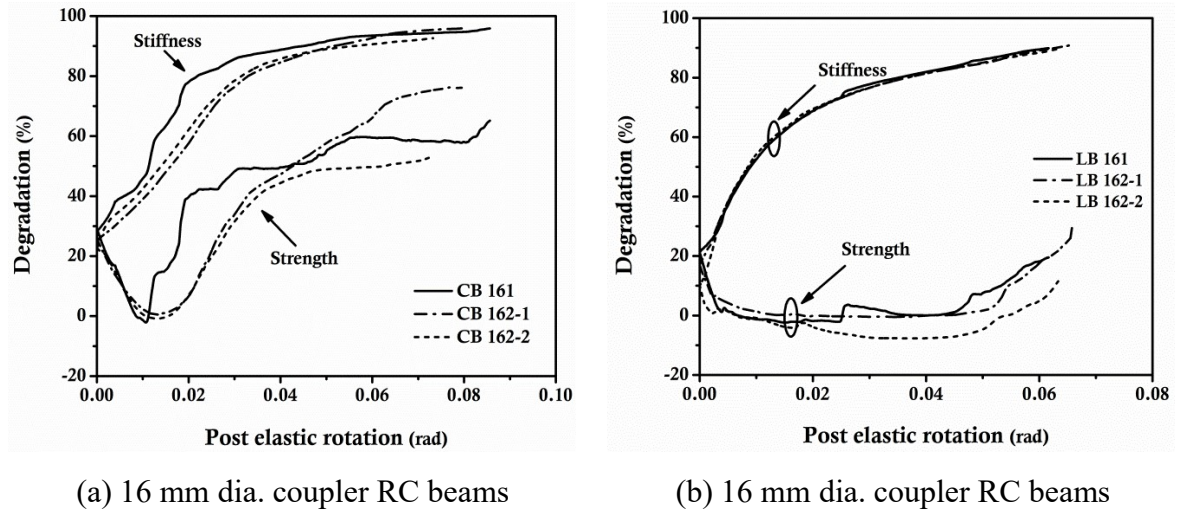 100
80
60
40
20
0
-20
Degradation (%)
Stiffness
Strength
CB 161
CB 162-1
CB 162-2
0.00 0.02 0.04 0.06 0.08 0.10
Post elastic rotation (rad)
(a) 16 mm dia. coupler RC beams
100
80
60
40
20
0
-20
Degradation (%)
Stiffness
LB 161
LB 162-1
LB 162-2
Strength
0.00 0.02 0.04 0.06 0.08
Post elastic rotation (rad)
(b) 16 mm dia. coupler RC beams